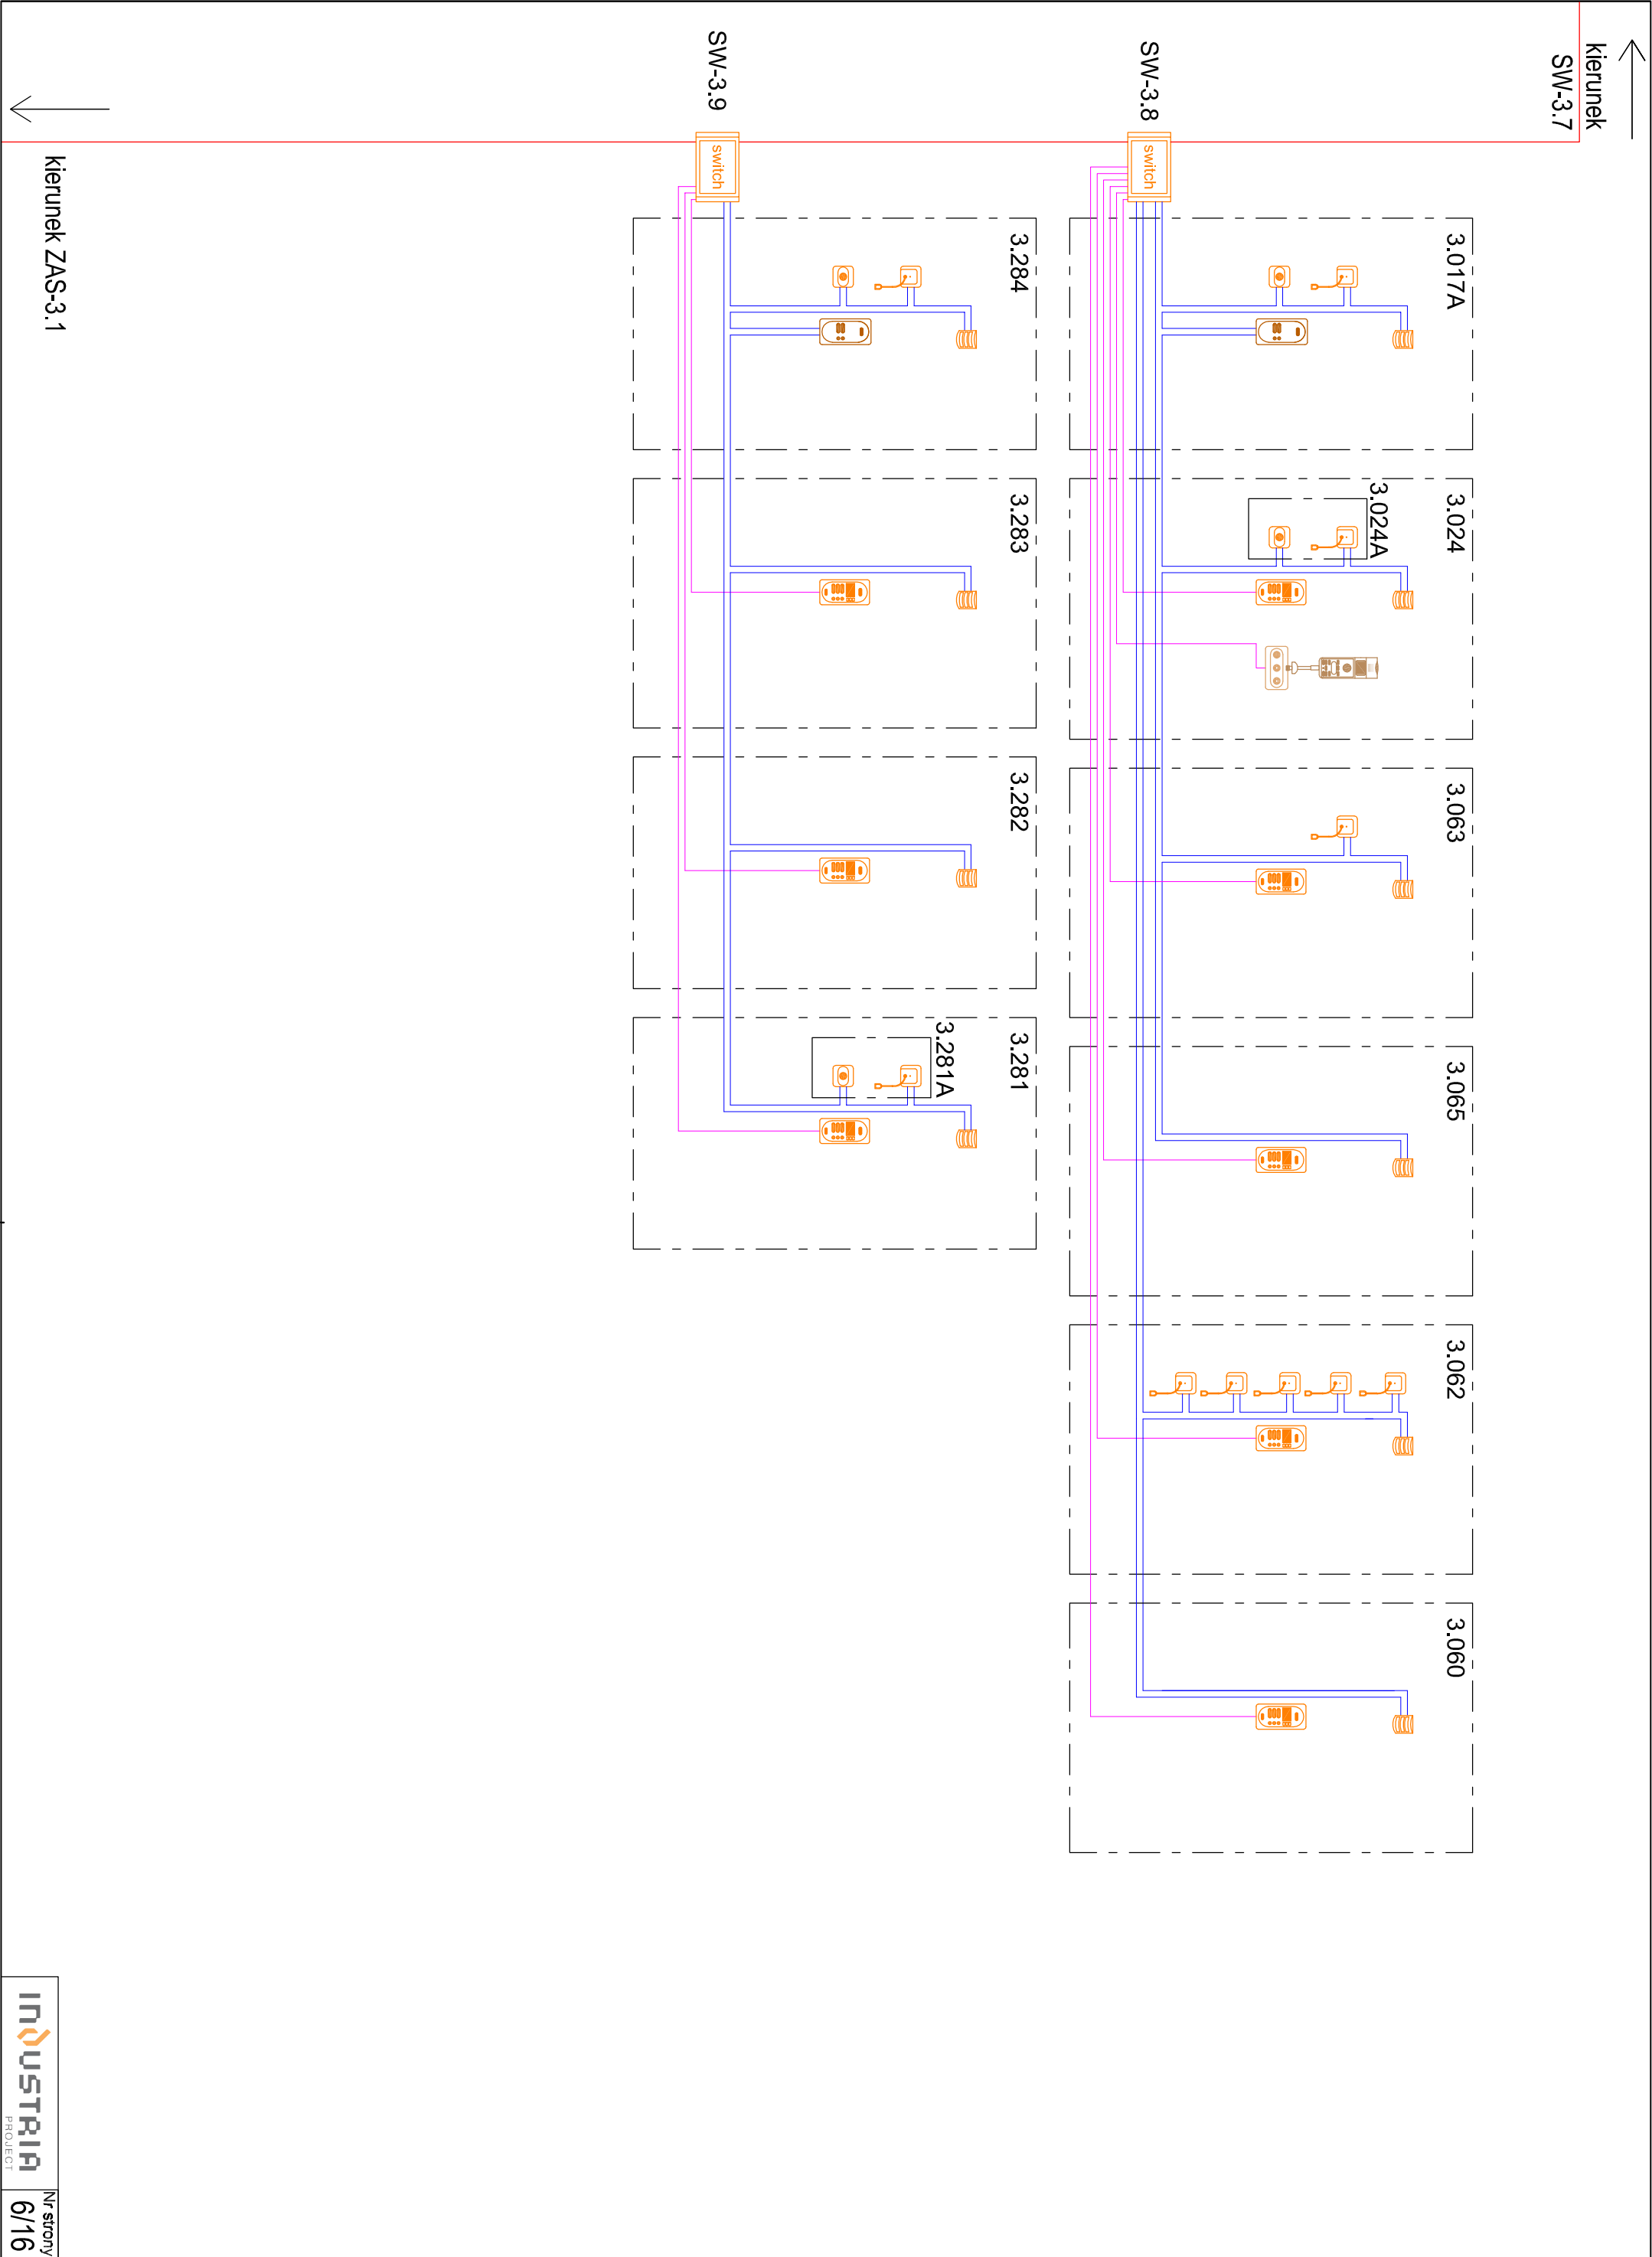 kierunek
SW-3.7
SW-3.8
switch
3.017A
3.024
3.024A
3.063
3.065
3.062
3.060
SW-3.9
switch
3.284
3.283
3.282
3.281
3.281A
kierunek ZAS-3.1
INDUSTRIA
PROJECT
Nr strony
6/16